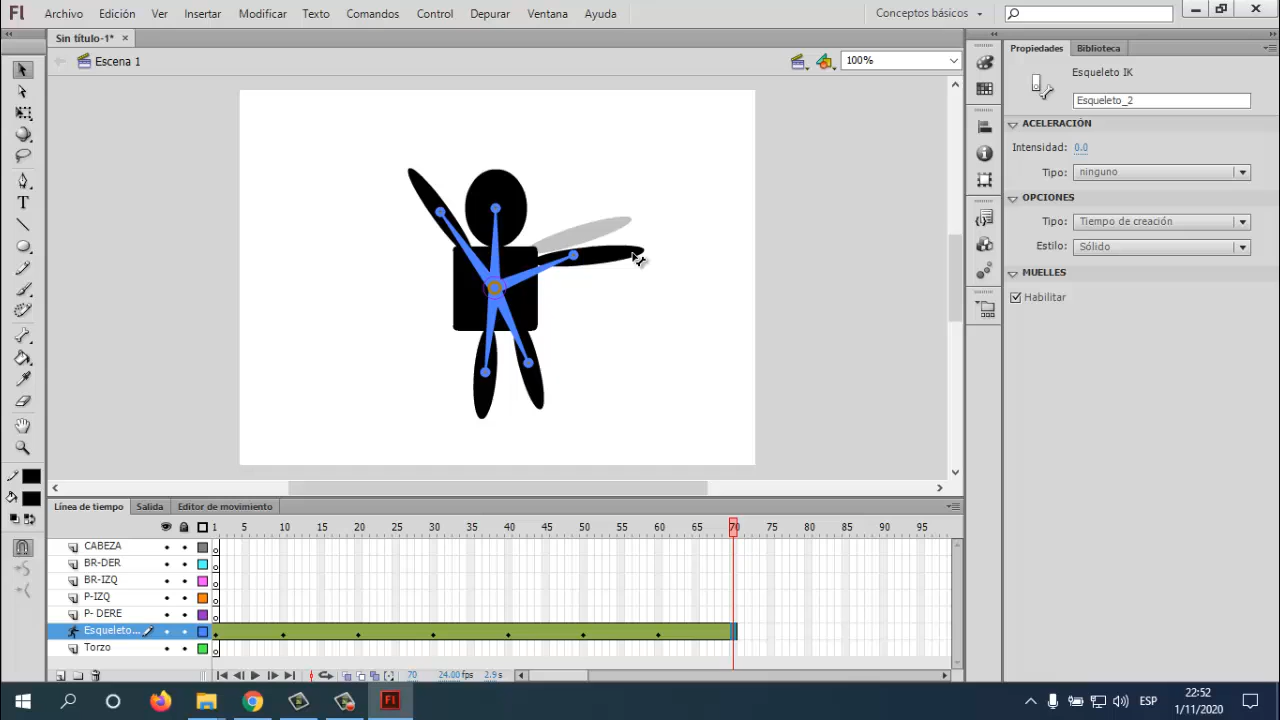 Fl Archivo Edición Ver Insertar Modificar Texto Comandos Control Depurar Ventana Ayuda Conceptos básicos
Sin título-1*
Escena 1 100%
Propiedades Biblioteca
Esqueleto IK
Esqueleto_2
ACELERACIÓN
Intensidad: 0.0
Tipo: ninguno
OPCIONES
Tipo: Tiempo de creación
Estilo: Sólido
MUELLES
Habilitar
Línea de tiempo Salida Editor de movimiento
1 5 10 15 20 25 30 35 40 45 50 55 60 65 70 75 80 85 90 95
CABEZA
BR-DER
BR-IZQ
P-IZQ
P- DERE
Esqueleto...
Torzo
70 24.00 fps 2.9 s
Fl ESP 22:52
1/11/2020